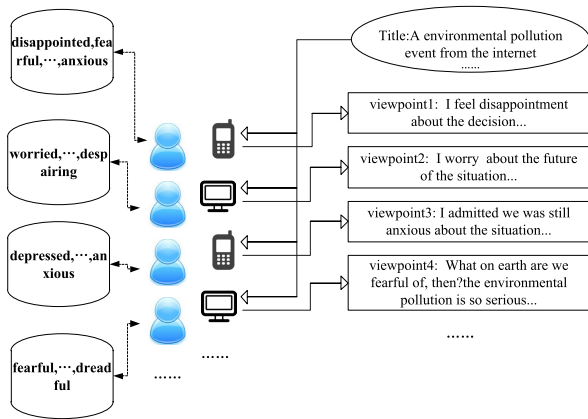 disappointed,fea
rful,⋯,anxious
worried,⋯,desp
airing
depressed,⋯,an
xious
fearful,⋯,dread
ful
Title:A environmental pollution
event from the internet
......
viewpoint1:  I feel disappointment
about the decision...
viewpoint2:  I worry  about the future
of the situation...
viewpoint3:  I admitted we was still
anxious about the situation...
viewpoint4:  What on earth are we
fearful of, then?the environmental
pollution is so serious...
......
......
......